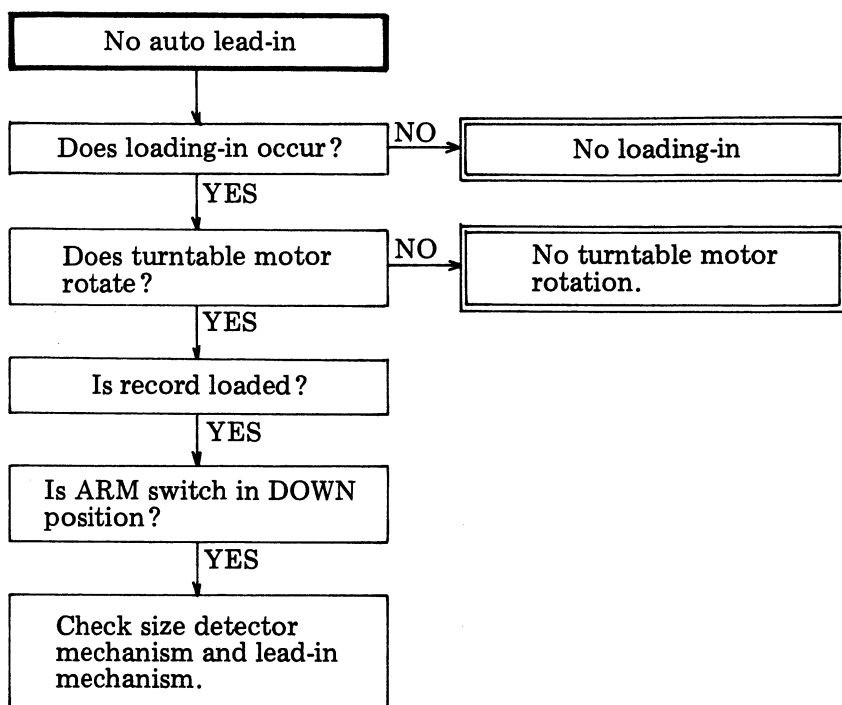 No auto lead-in
Does loading-in occur?
NO
No loading-in
YES
Does turntable motor
rotate?
NO
No turntable motor
rotation.
YES
Is record loaded?
YES
Is ARM switch in DOWN
position?
YES
Check size detector
mechanism and lead-in
mechanism.